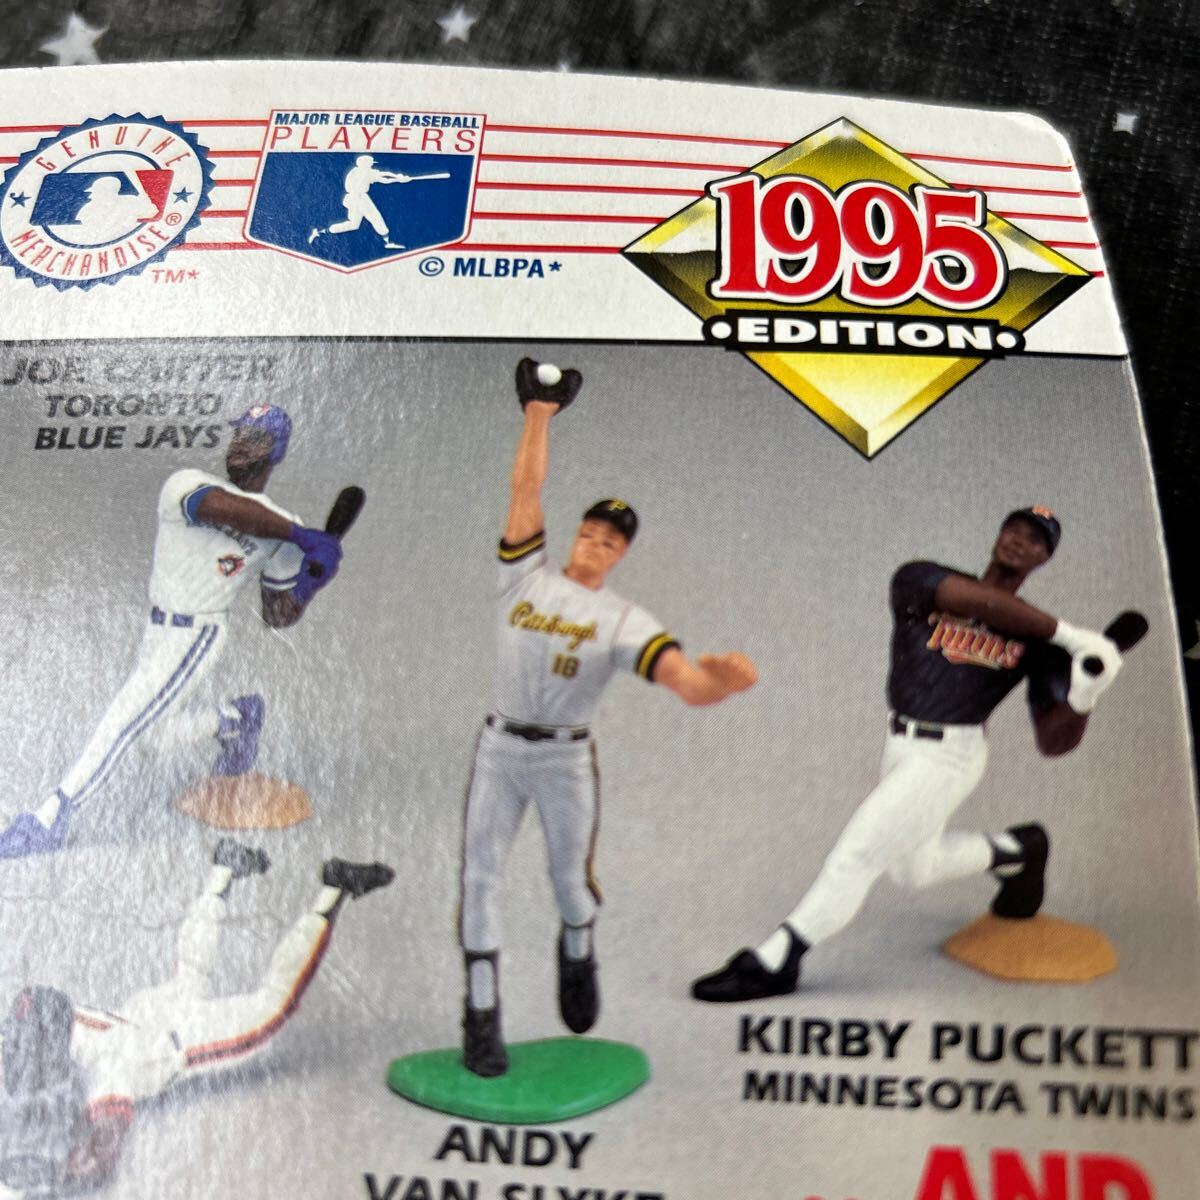 GENUINE
MERCHANDISE ®
TM*
MAJOR LEAGUE BASEBALL
PLAYERS
© MLBPA*
1995
•EDITION•
JOE CARTER
TORONTO
BLUE JAYS
P
Pittsburgh
18
Twins
KIRBY PUCKETT
MINNESOTA TWINS
ANDY
VAN SLYKE
AND